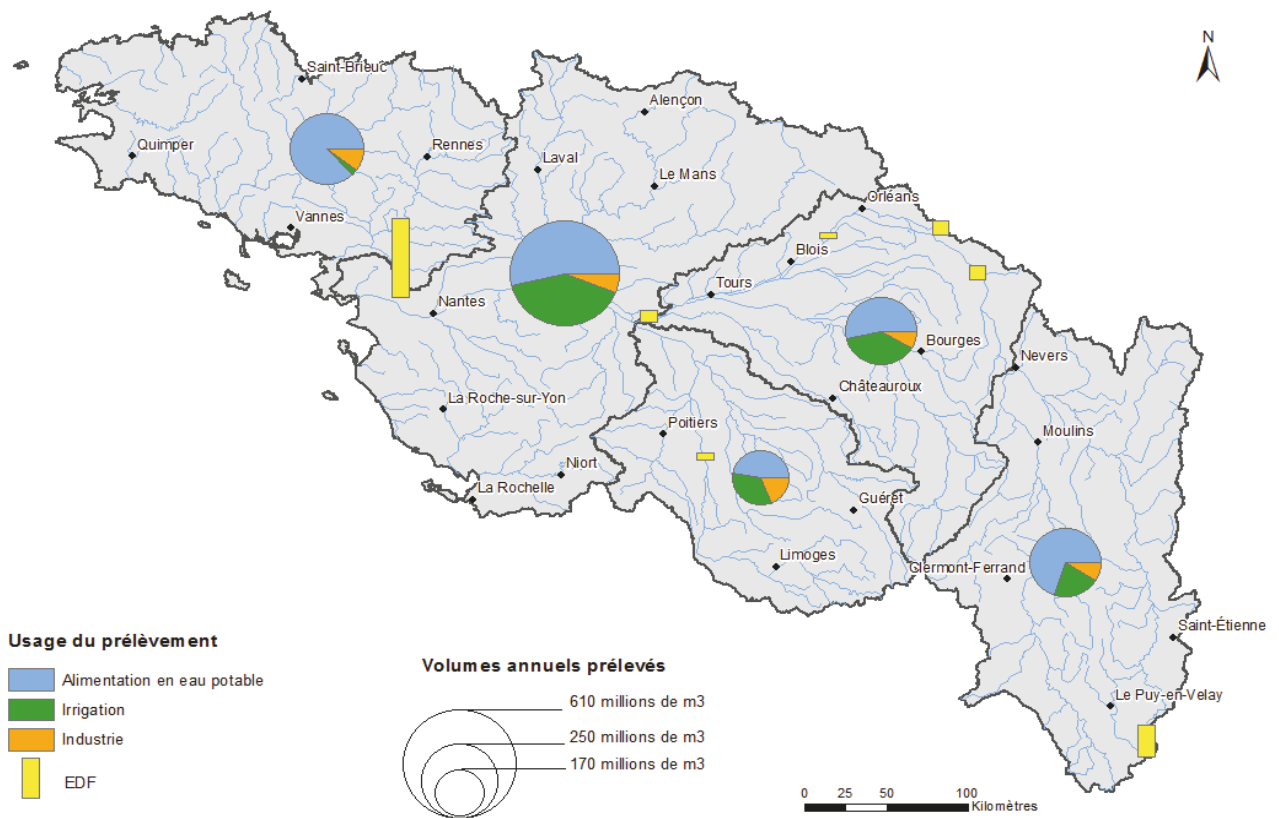 N
Saint-Brieuc
Alençon
Quimper
Rennes
Laval
Le Mans
Orléans
Vannes
Blois
Tours
Nantes
Bourges
Nevers
Châteauroux
La Roche-sur-Yon
Poitiers
Moulins
Niort
La Rochelle
Guéret
Limoges
Clermont-Ferrand
Saint-Étienne
Le Puy-en-Velay
Usage du prélèvement
Alimentation en eau potable
Irrigation
Industrie
EDF
Volumes annuels prélevés
610 millions de m3
250 millions de m3
170 millions de m3
0 25 50 100
Kilomètres